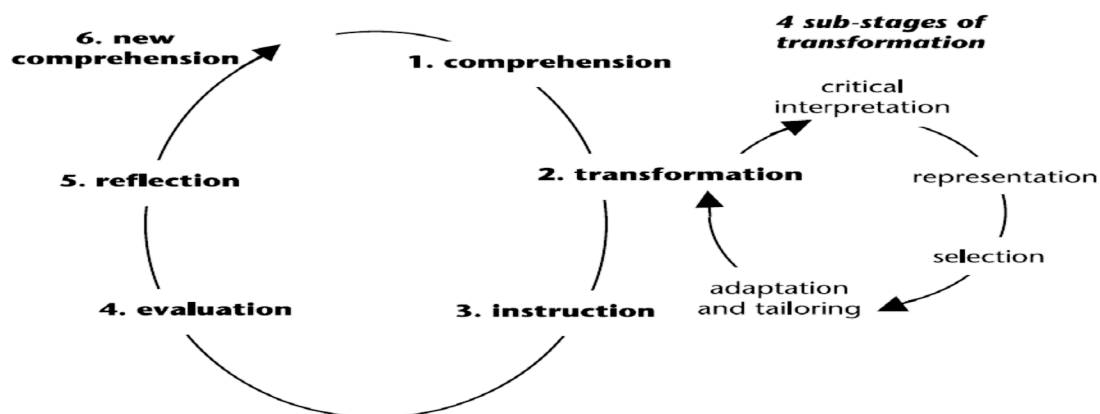 6. new
comprehension
1. comprehension
2. transformation
3. instruction
4. evaluation
5. reflection
4 sub-stages of
transformation
critical
interpretation
representation
selection
adaptation
and tailoring